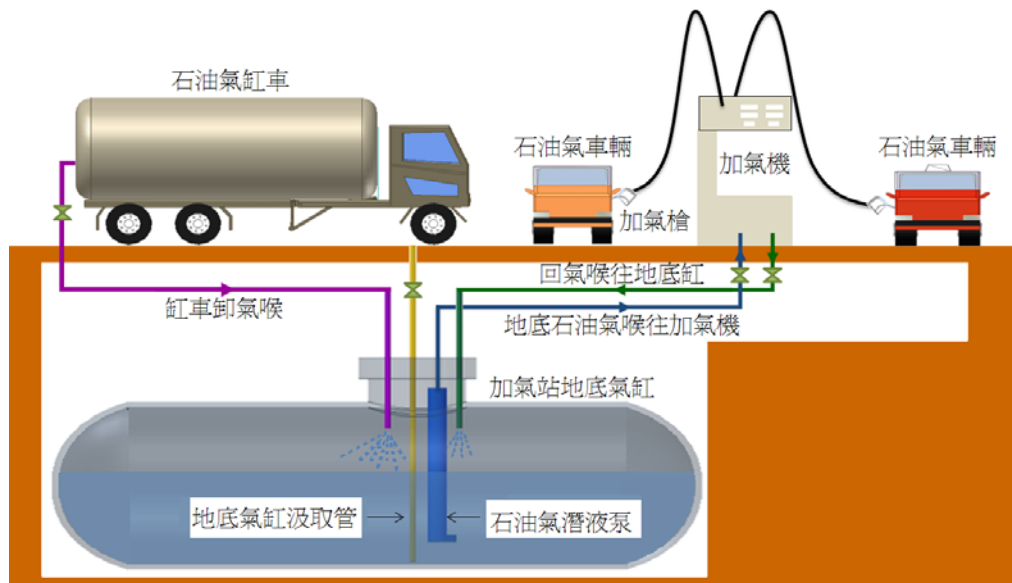 石油氣缸車
石油氣車輛
加氣機
石油氣車輛
加氣槍
回氣喉往地底缸
缸車卸氣喉
地底石油氣喉往加氣機
加氣站地底氣缸
地底氣缸汲取管
石油氣潛液泵